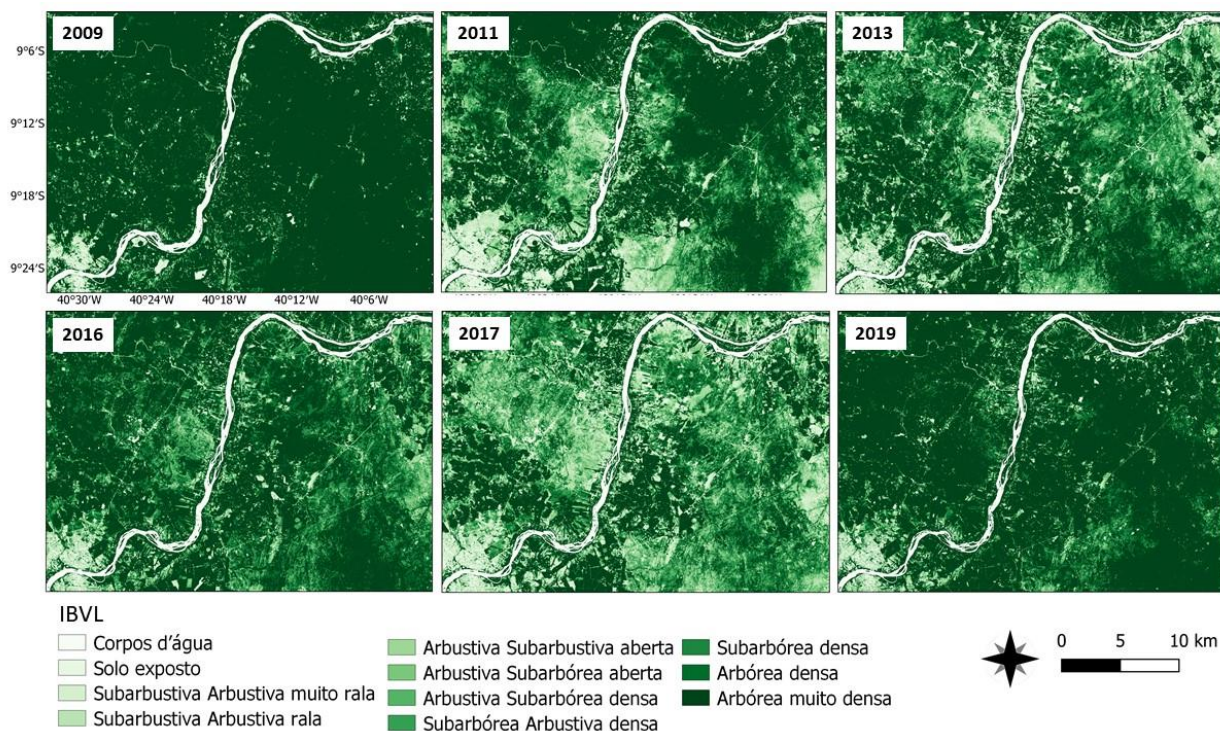 2009
2011
2013
9°6'S
9°12'S
9°18'S
9°24'S
40°30'W 40°24'W 40°18'W 40°12'W 40°6'W
2016
2017
2019
IBVL
Corpos d'água
Solo exposto
Subarbustiva Arbustiva muito rala
Subarbustiva Arbustiva rala
Arbustiva Subarbustiva aberta
Arbustiva Subarbórea aberta
Arbustiva Subarbórea densa
Subarbórea Arbustiva densa
Subarbórea densa
Arbórea densa
Arbórea muito densa
0 5 10 km